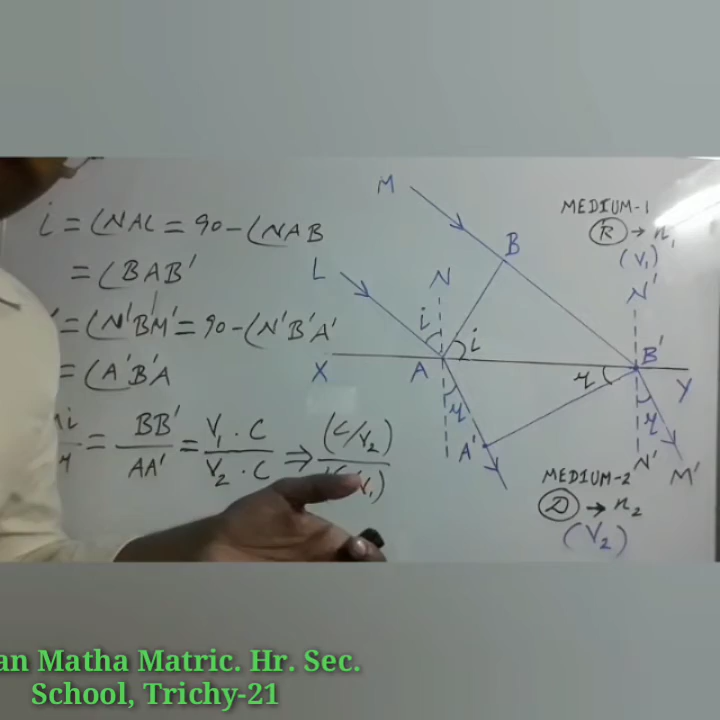 i = ∠NAL = 90 - ∠NAB
= ∠BAB'
= ∠N'B'M' = 90 - ∠N'B'A'
= ∠A'B'A
i/r = BB'/AA' = V₁ · C/V₂ · C ⇒ (C/V₂)/V₁)
M
B
L
N
i
i
X
A
r
A'
MEDIUM-1
R → n₁
(V₁)
N'
B'
r
Y
r
N'
M'
MEDIUM-2
D → n₂
(V₂)
an Matha Matric. Hr. Sec.
School, Trichy-21